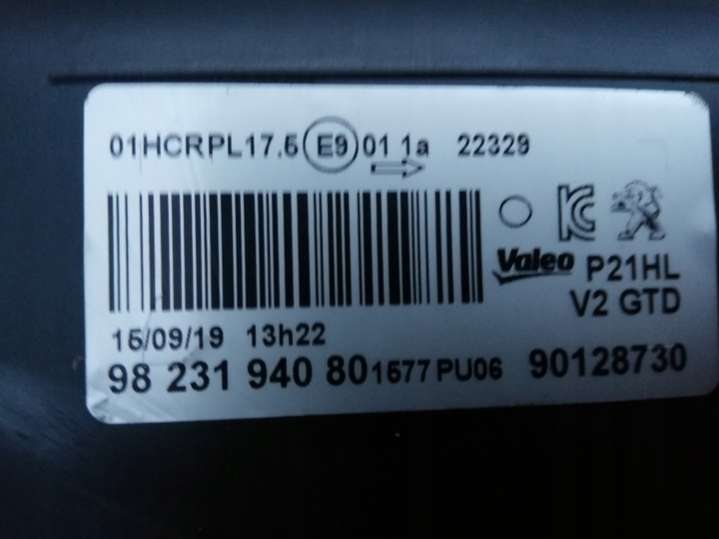 01HCRPL17.5 E9 01 1a 22329
KC
Valeo P21HL
V2 GTD
15/09/19 13h22
98 231 940 80 1577 PU06 90128730